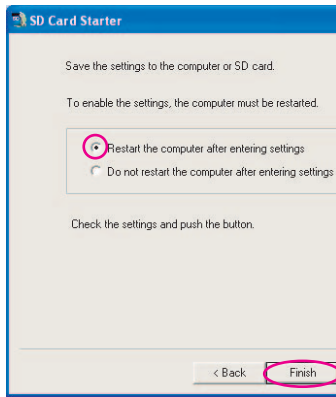 SD Card Starter
Save the settings to the computer or SD card.
To enable the settings, the computer must be restarted.
Restart the computer after entering settings
Do not restart the computer after entering settings
Check the settings and push the button.
< Back
Finish